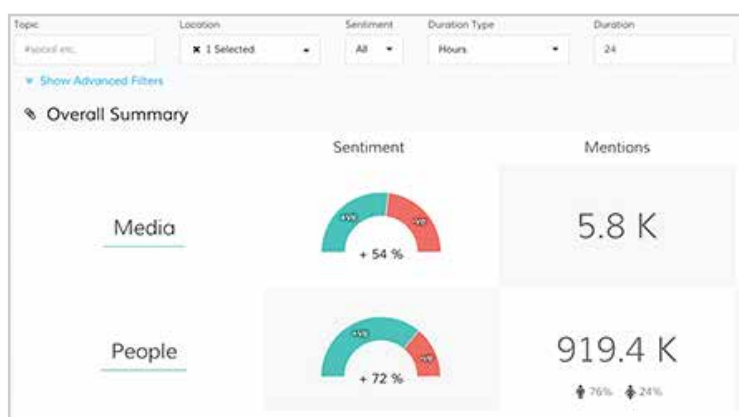 Topic Location Sentiment Duration Type Duration
#social etc. ✖ 1 Selected All Hours 24
Show Advanced Filters
Overall Summary
Sentiment Mentions
Media +ve -ve + 54 % 5.8 K
People +ve -ve + 72 % 919.4 K
76% 24%